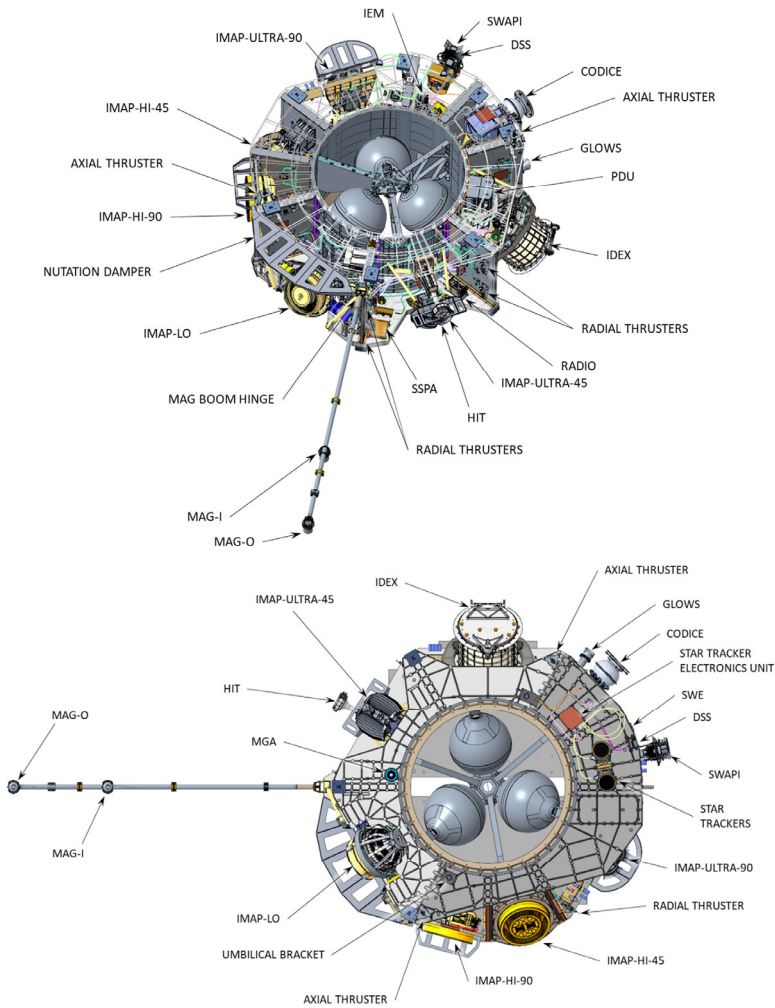 IEM
SWAPI
IMAP-ULTRA-90
DSS
CODICE
IMAP-HI-45
AXIAL THRUSTER
AXIAL THRUSTER
GLOWS
PDU
IMAP-HI-90
IDEX
NUTATION DAMPER
RADIAL THRUSTERS
IMAP-LO
RADIO
SSPA
IMAP-ULTRA-45
MAG BOOM HINGE
HIT
RADIAL THRUSTERS
MAG-I
MAG-O
AXIAL THRUSTER
IDEX
IMAP-ULTRA-45
GLOWS
CODICE
STAR TRACKER
ELECTRONICS UNIT
HIT
SWE
MAG-O
DSS
MGA
SWAPI
STAR
TRACKERS
MAG-I
IMAP-ULTRA-90
IMAP-LO
RADIAL THRUSTER
UMBILICAL BRACKET
IMAP-HI-45
IMAP-HI-90
AXIAL THRUSTER